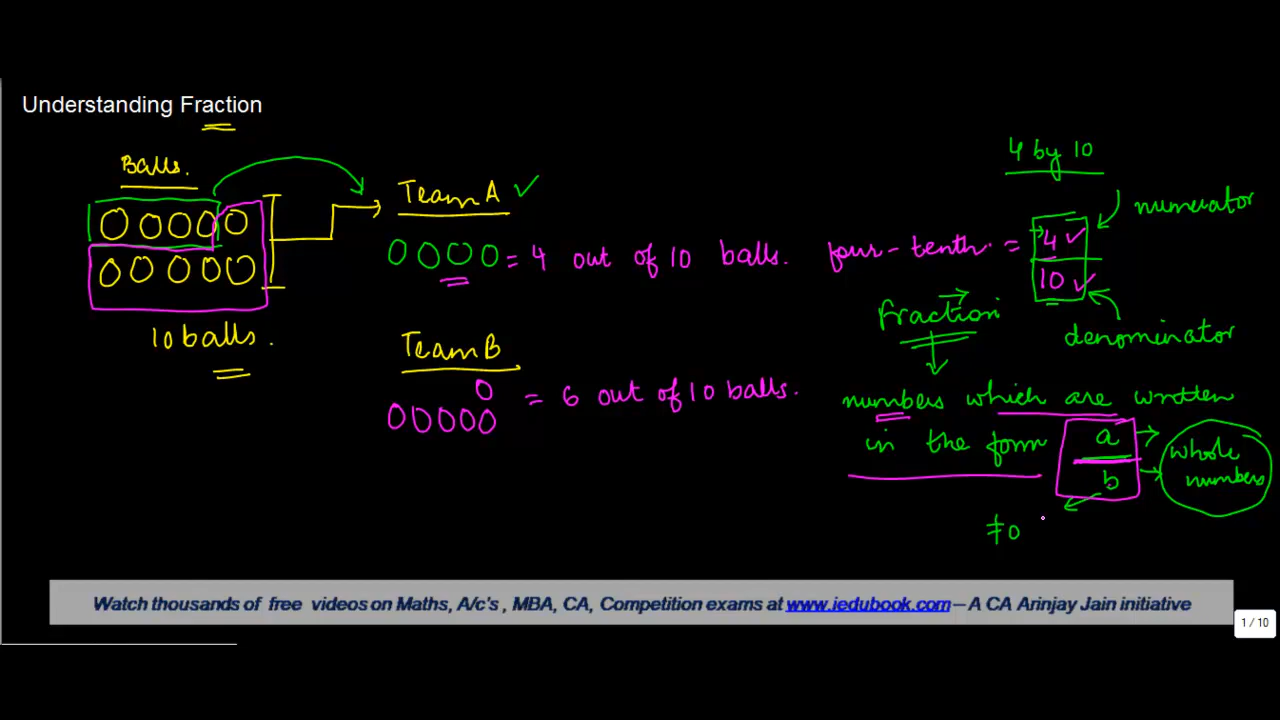 Understanding Fraction
Balls.
10 balls.
Team A
= 4 out of 10 balls.
four-tenth. = 4
10
4 by 10
numerator
denominator
Team B
= 6 out of 10 balls.
fraction
numbers which are written
in the form a
b
whole
numbers
≠0
Watch thousands of free videos on Maths, A/c's , MBA, CA, Competition exams at www.iedubook.com – A CA Arinjay Jain initiative
1 / 10